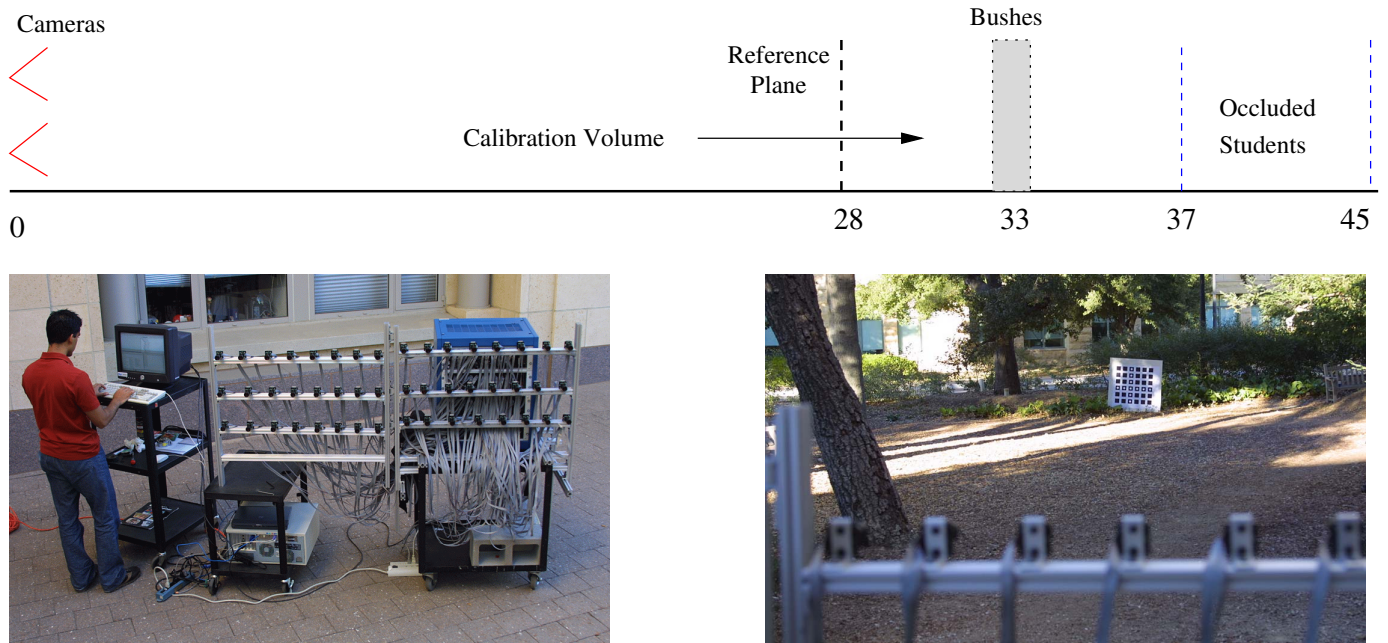 Cameras
Bushes
Reference
Plane
Occluded
Students
Calibration Volume
0
28
33
37
45